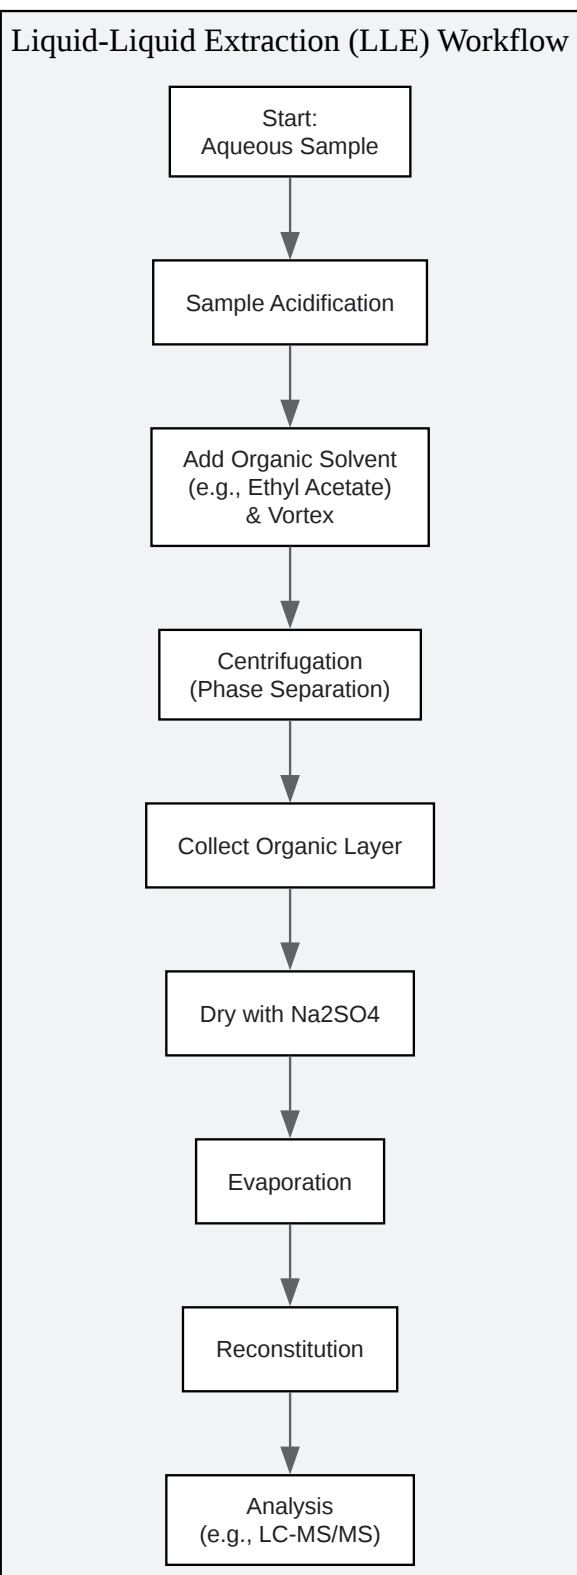 Liquid-Liquid Extraction (LLE) Workflow
Start:
Aqueous Sample
Sample Acidification
Add Organic Solvent
(e.g., Ethyl Acetate)
& Vortex
Centrifugation
(Phase Separation)
Collect Organic Layer
Dry with Na2SO4
Evaporation
Reconstitution
Analysis
(e.g., LC-MS/MS)